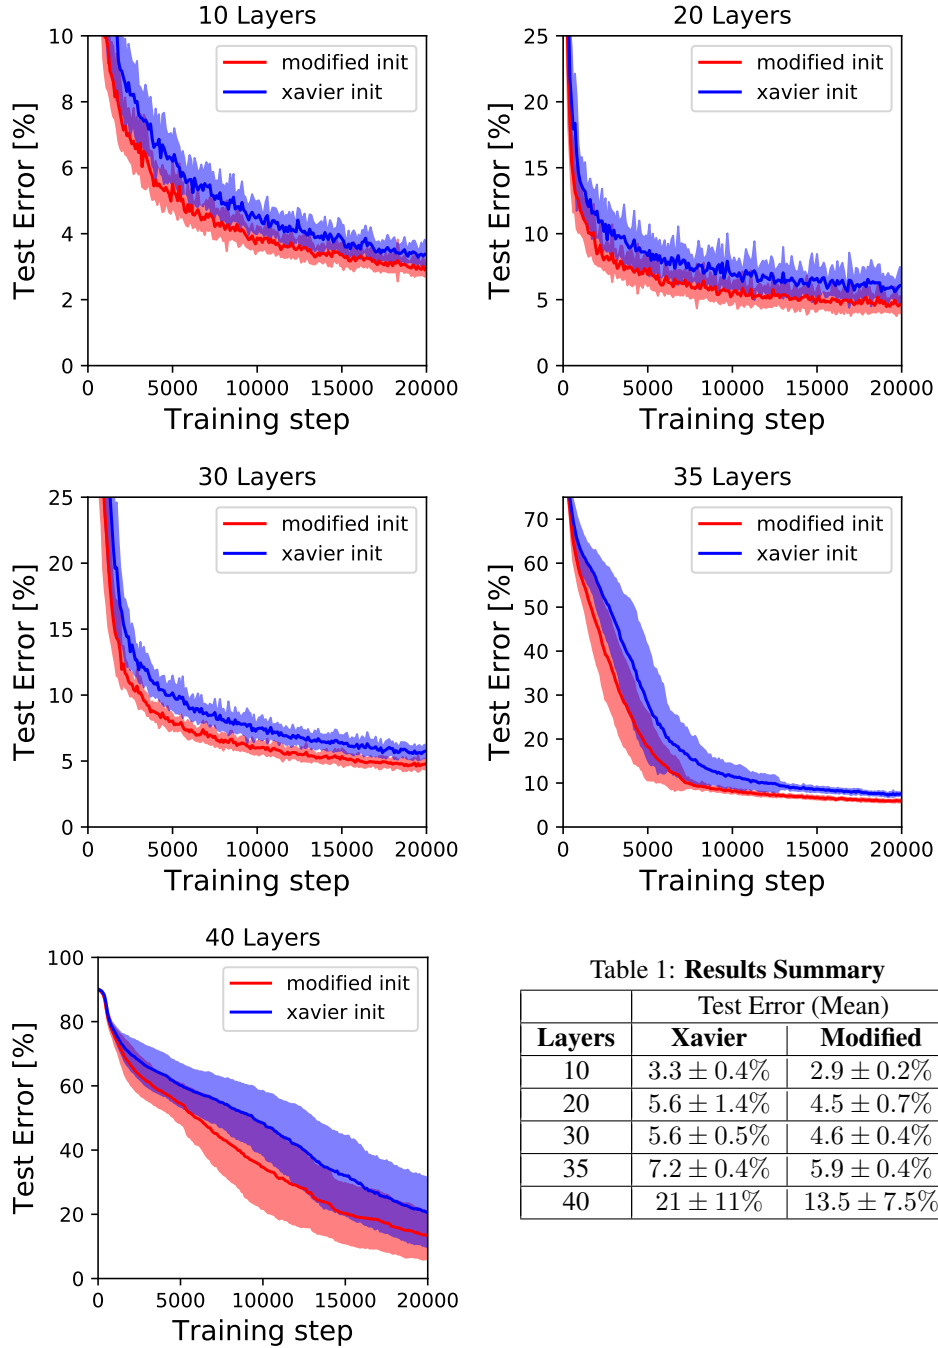 10 Layers
10
8
6
4
2
0
Test Error [%]
modified init
xavier init
0 5000 10000 15000 20000
Training step
20 Layers
25
20
15
10
5
0
Test Error [%]
modified init
xavier init
0 5000 10000 15000 20000
Training step
30 Layers
25
20
15
10
5
0
Test Error [%]
modified init
xavier init
0 5000 10000 15000 20000
Training step
35 Layers
70
60
50
40
30
20
10
0
Test Error [%]
modified init
xavier init
0 5000 10000 15000 20000
Training step
40 Layers
100
80
60
40
20
0
Test Error [%]
modified init
xavier init
0 5000 10000 15000 20000
Training step
Table 1: Results Summary
Test Error (Mean)
Layers Xavier Modified
10 3.3 ± 0.4% 2.9 ± 0.2%
20 5.6 ± 1.4% 4.5 ± 0.7%
30 5.6 ± 0.5% 4.6 ± 0.4%
35 7.2 ± 0.4% 5.9 ± 0.4%
40 21 ± 11% 13.5 ± 7.5%